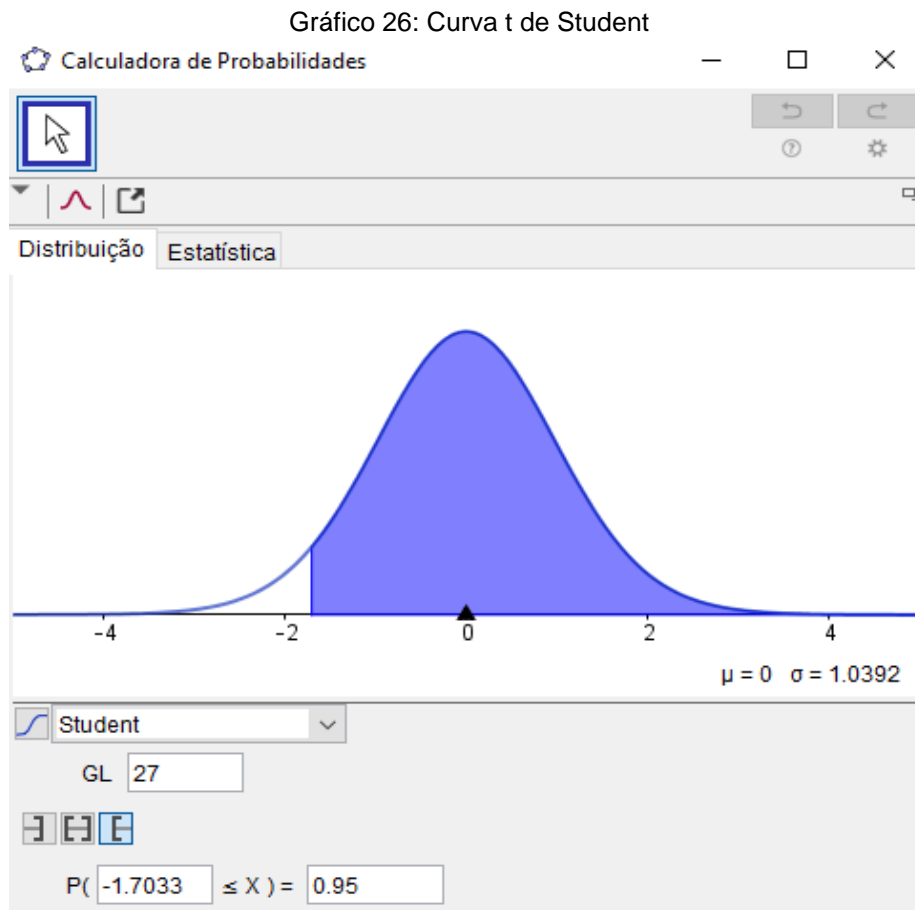 Gráfico 26: Curva t de Student
Calculadora de Probabilidades
Distribuição Estatística
-4 -2 0 2 4
μ = 0 σ = 1.0392
Student
GL 27
P( -1.7033 ≤ X ) = 0.95